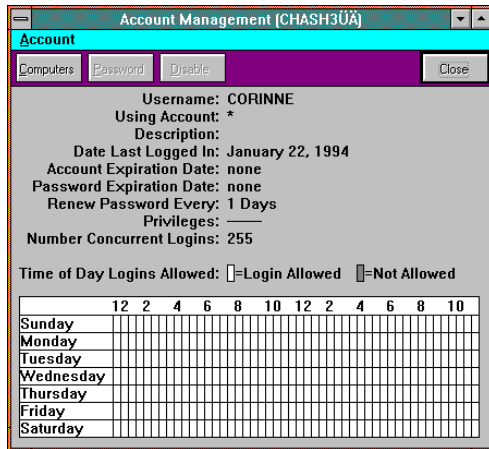 Account Management (CHASH3ÜÄ)
Account
Computers Password Disable Close
Username: CORINNE
Using Account: *
Description:
Date Last Logged In: January 22, 1994
Account Expiration Date: none
Password Expiration Date: none
Renew Password Every: 1 Days
Privileges: -----
Number Concurrent Logins: 255
Time of Day Logins Allowed: =Login Allowed =Not Allowed
12 2 4 6 8 10 12 2 4 6 8 10
Sunday
Monday
Tuesday
Wednesday
Thursday
Friday
Saturday